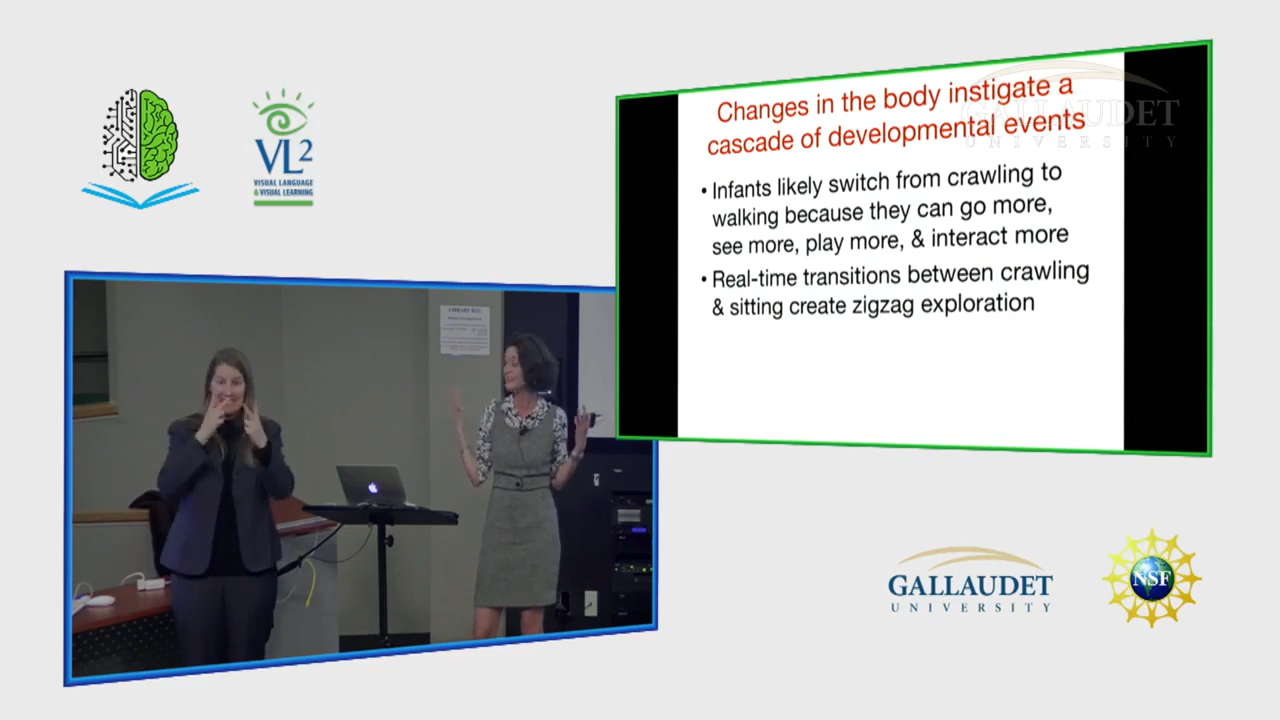 VL2
VISUAL LANGUAGE
& VISUAL LEARNING
Changes in the body instigate a
cascade of developmental events
• Infants likely switch from crawling to
walking because they can go more,
see more, play more, & interact more
• Real-time transitions between crawling
& sitting create zigzag exploration
GALLAUDET
UNIVERSITY
GALLAUDET
UNIVERSITY
NSF